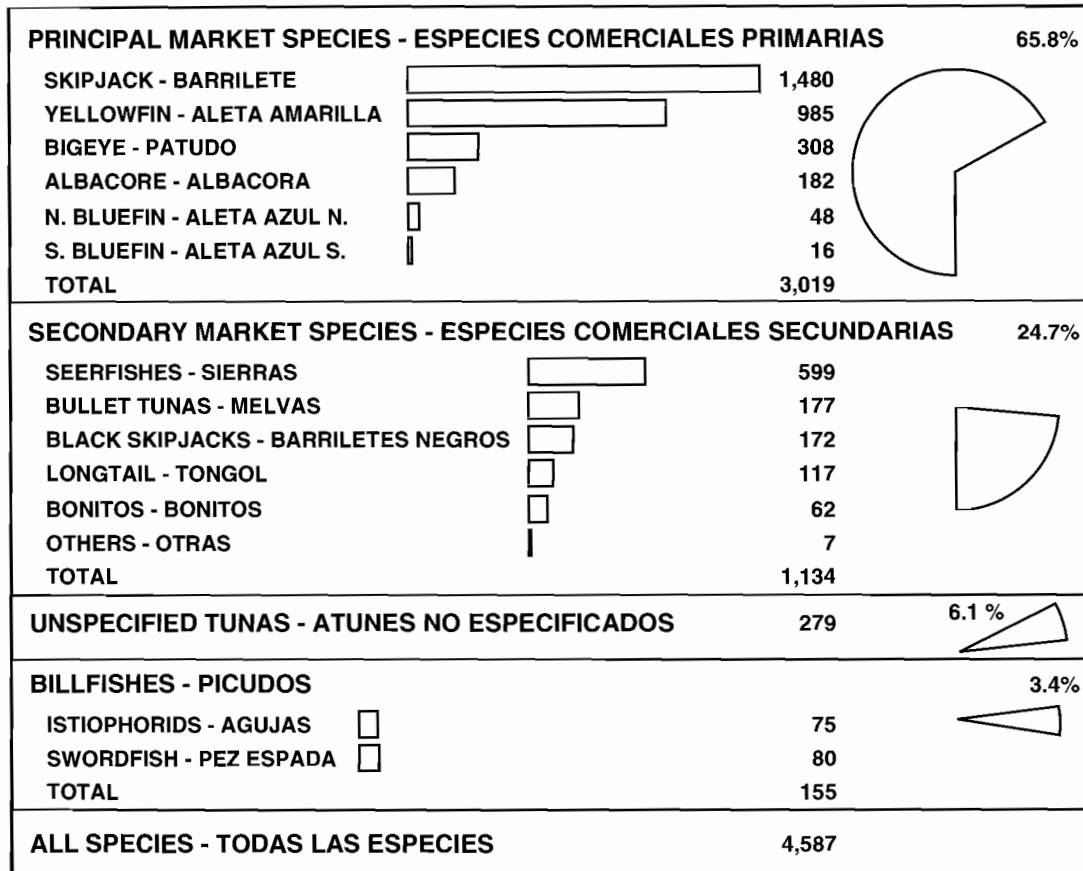 PRINCIPAL MARKET SPECIES - ESPECIES COMERCIALES PRIMARIAS 65.8%
SKIPJACK - BARRILETE 1,480
YELLOWFIN - ALETA AMARILLA 985
BIGEYE - PATUDO 308
ALBACORE - ALBACORA 182
N. BLUEFIN - ALETA AZUL N. 48
S. BLUEFIN - ALETA AZUL S. 16
TOTAL 3,019
SECONDARY MARKET SPECIES - ESPECIES COMERCIALES SECUNDARIAS 24.7%
SEERFISHES - SIERRAS 599
BULLET TUNAS - MELVAS 177
BLACK SKIPJACKS - BARRILETES NEGROS 172
LONGTAIL - TONGOL 117
BONITOS - BONITOS 62
OTHERS - OTRAS 7
TOTAL 1,134
UNSPECIFIED TUNAS - ATUNES NO ESPECIFICADOS 279 6.1 %
BILLFISHES - PICUDOS 3.4%
ISTIOPHORIDS - AGUJAS 75
SWORDFISH - PEZ ESPADA 80
TOTAL 155
ALL SPECIES - TODAS LAS ESPECIES 4,587